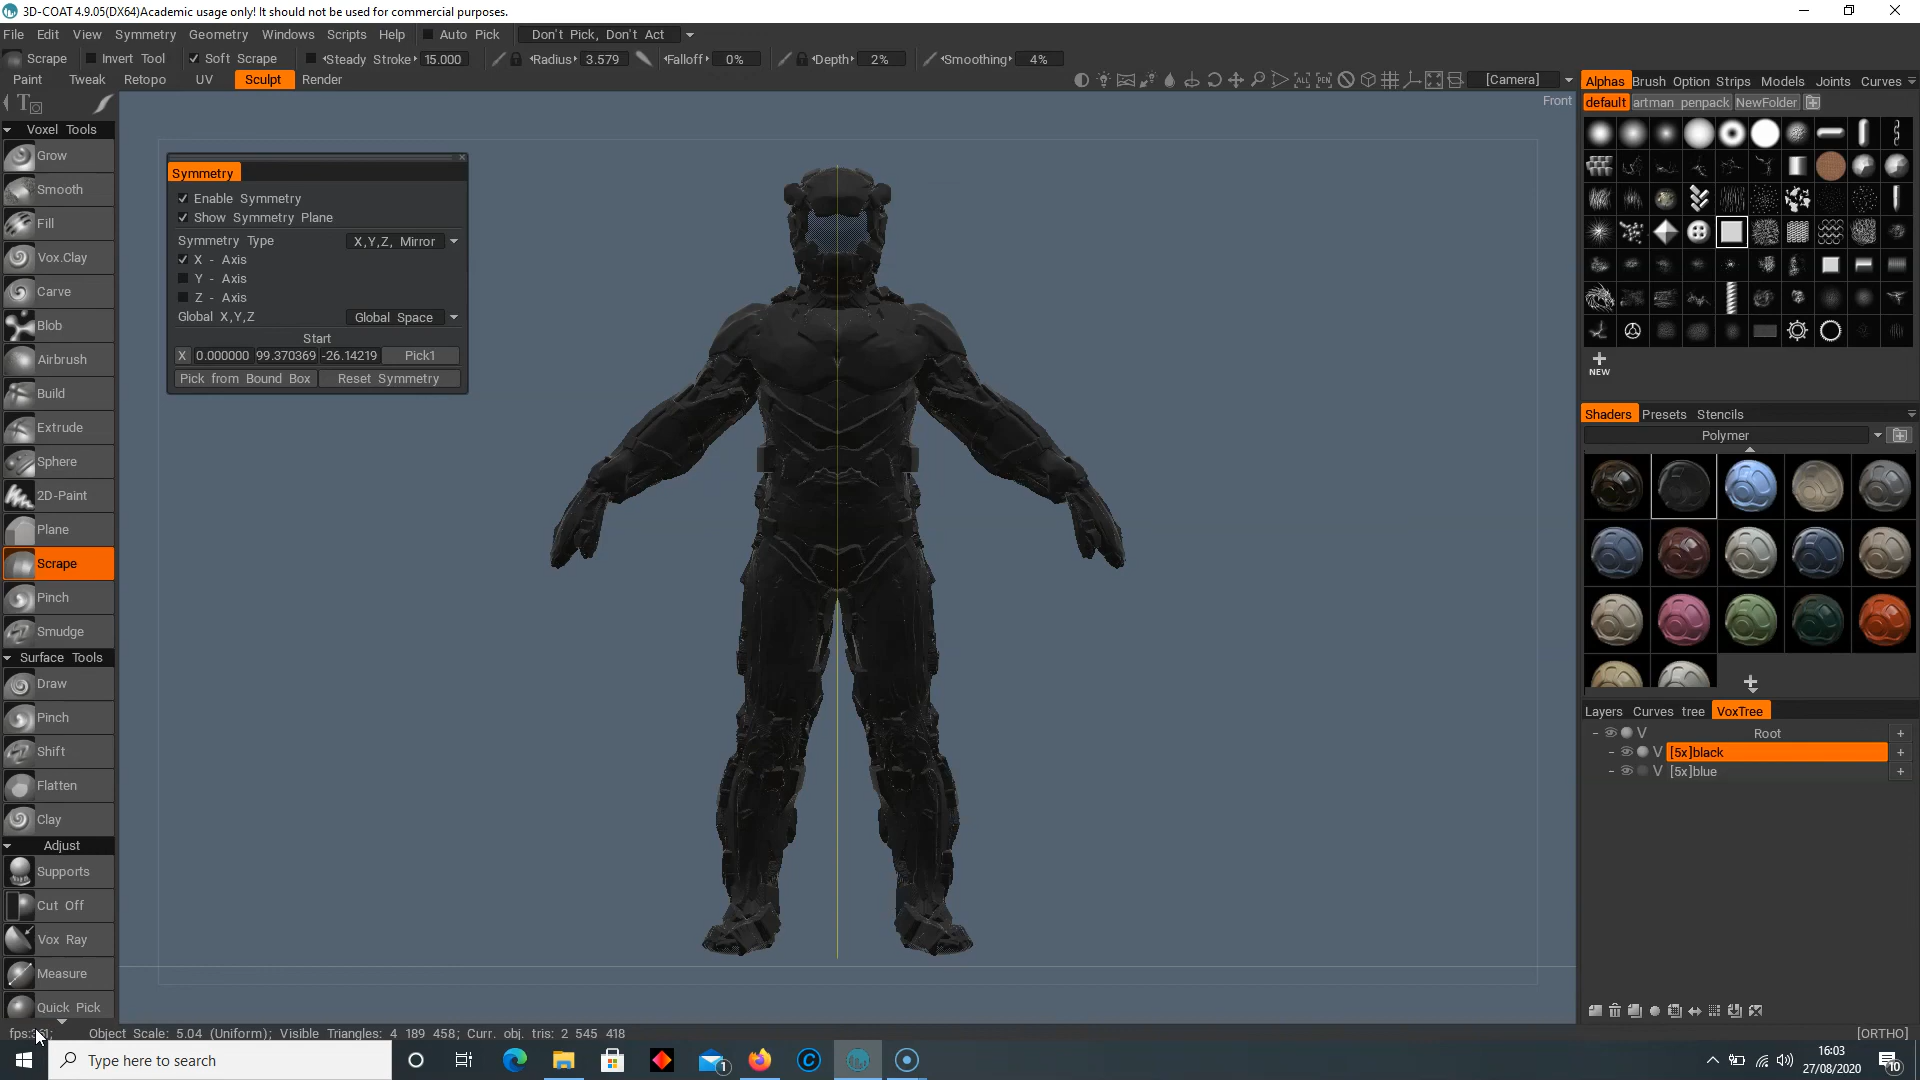 3D-COAT 4.9.05(DX64)Academic usage only! It should not be used for commercial purposes.
File Edit View Symmetry Geometry Windows Scripts Help Auto Pick Don't Pick, Don't Act
Scrape Invert Tool Soft Scrape Steady Stroke 15.000 Radius 3.579 Falloff 0% Depth 2% Smoothing 4%
Paint Tweak Retopo UV Sculpt Render [Camera]
Front
Voxel Tools
Grow
Smooth
Fill
Vox.Clay
Carve
Blob
Airbrush
Build
Extrude
Sphere
2D-Paint
Plane
Scrape
Pinch
Smudge
Surface Tools
Draw
Pinch
Shift
Flatten
Clay
Adjust
Supports
Cut Off
Vox Ray
Measure
Quick Pick
Symmetry
Enable Symmetry
Show Symmetry Plane
Symmetry Type X,Y,Z, Mirror
X - Axis
Y - Axis
Z - Axis
Global X,Y,Z Global Space
Start
X 0.000000 99.370369 -26.14219 Pick1
Pick from Bound Box Reset Symmetry
Alphas Brush Option Strips Models Joints Curves
default artman penpack NewFolder
NEW
Shaders Presets Stencils
Polymer
Layers Curves tree VoxTree
V Root
V [5x]black
V [5x]blue
Object Scale: 5.04 (Uniform); Visible Triangles: 4 189 458; Curr. obj. tris: 2 545 418
[ORTHO]
Type here to search
1
16:03
27/08/2020
10